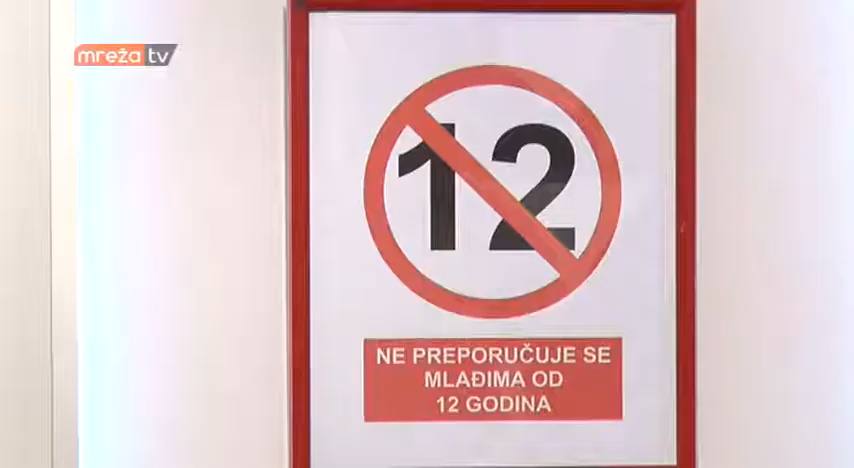 mreža tv
12
NE PREPORUČUJE SE
MLAĐIMA OD
12 GODINA